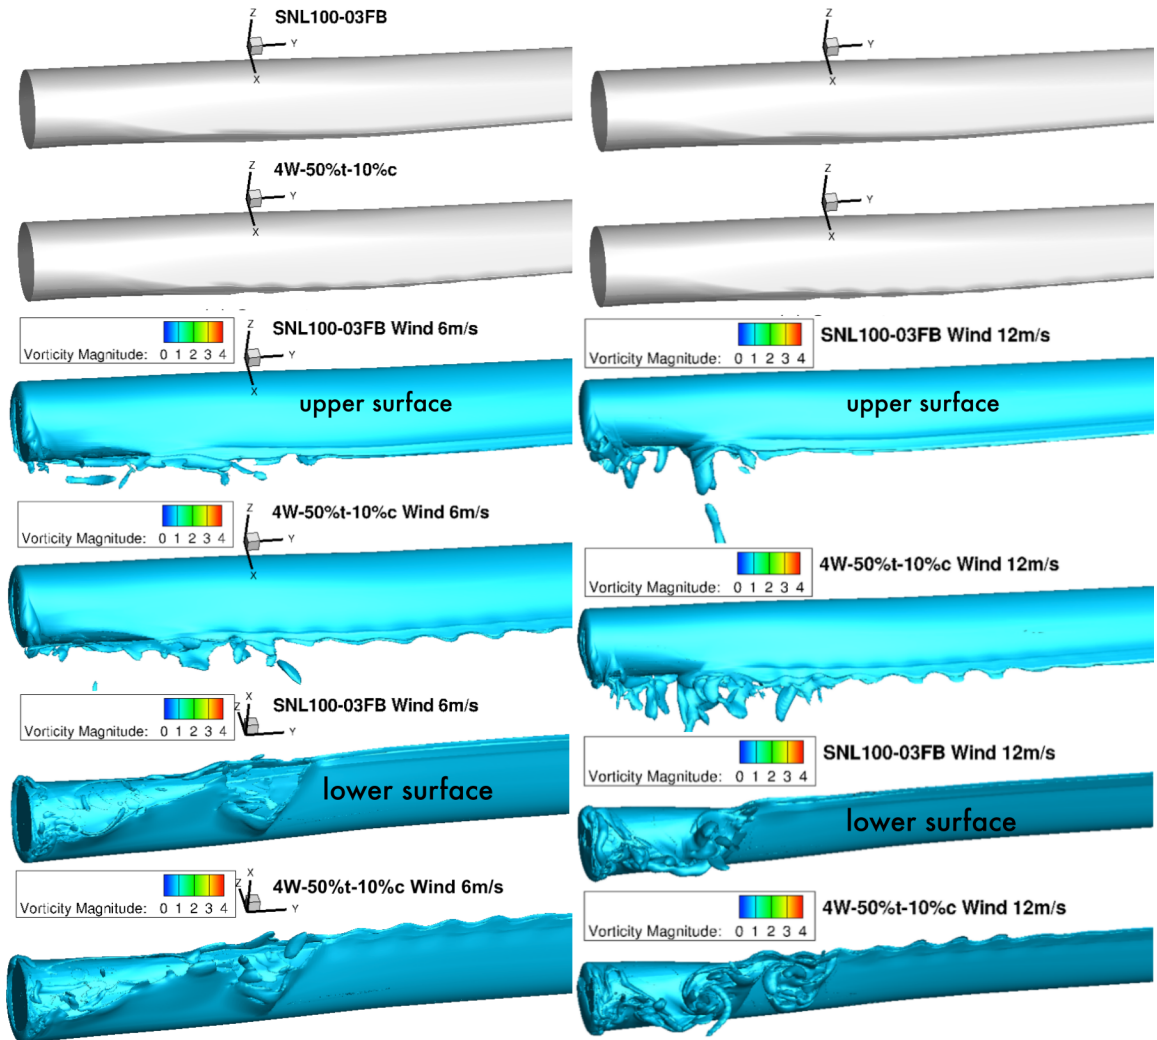 SNL100-03FB
Z
Y
X
Z
Y
X
4W-50%t-10%c
Z
Y
X
Z
Y
X
SNL100-03FB Wind 6m/s
Vorticity Magnitude: 0 1 2 3 4
Z
Y
X
upper surface
SNL100-03FB Wind 12m/s
Vorticity Magnitude: 0 1 2 3 4
upper surface
4W-50%t-10%c Wind 6m/s
Vorticity Magnitude: 0 1 2 3 4
Z
Y
X
4W-50%t-10%c Wind 12m/s
Vorticity Magnitude: 0 1 2 3 4
SNL100-03FB Wind 6m/s
Vorticity Magnitude: 0 1 2 3 4
X
Z
Y
lower surface
SNL100-03FB Wind 12m/s
Vorticity Magnitude: 0 1 2 3 4
lower surface
4W-50%t-10%c Wind 6m/s
Vorticity Magnitude: 0 1 2 3 4
X
Z
Y
4W-50%t-10%c Wind 12m/s
Vorticity Magnitude: 0 1 2 3 4